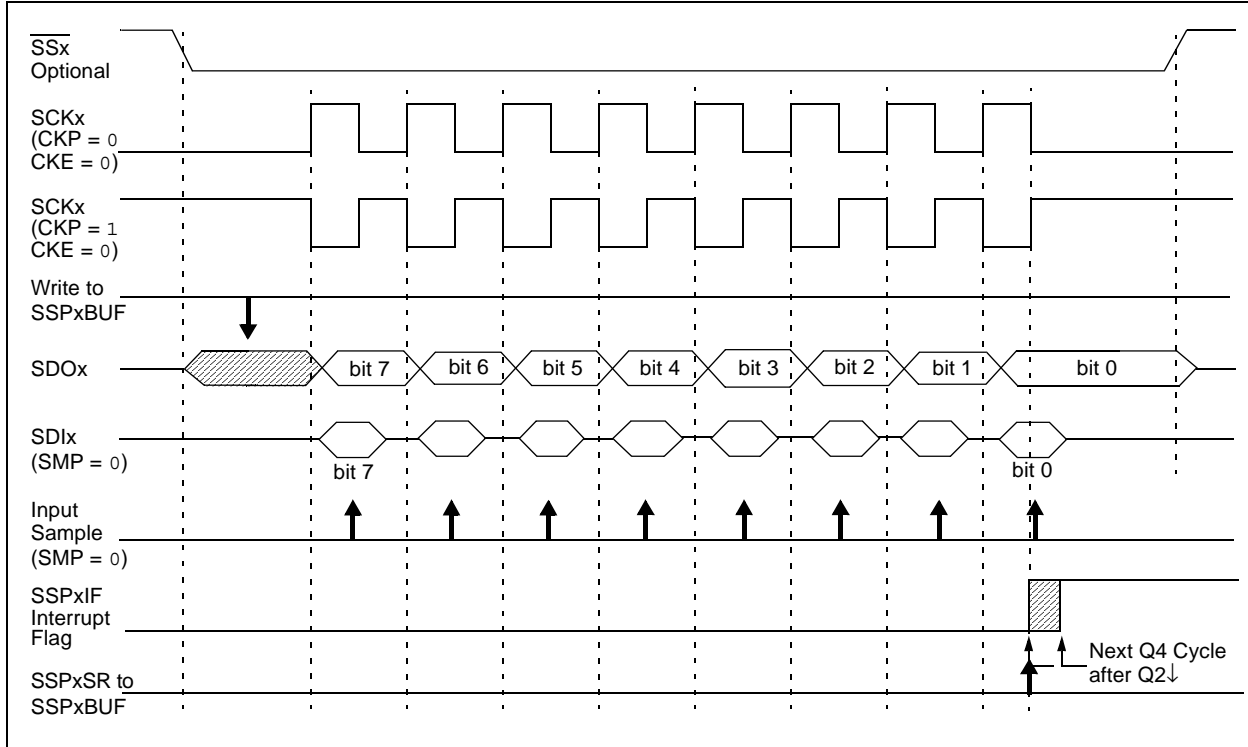 SSx
Optional
SCKx
(CKP = 0
CKE = 0)
SCKx
(CKP = 1
CKE = 0)
Write to
SSPxBUF
SDOx
bit 7
bit 6
bit 5
bit 4
bit 3
bit 2
bit 1
bit 0
SDIx
(SMP = 0)
bit 7
bit 0
Input
Sample
(SMP = 0)
SSPxIF
Interrupt
Flag
Next Q4 Cycle
after Q2↓
SSPxSR to
SSPxBUF